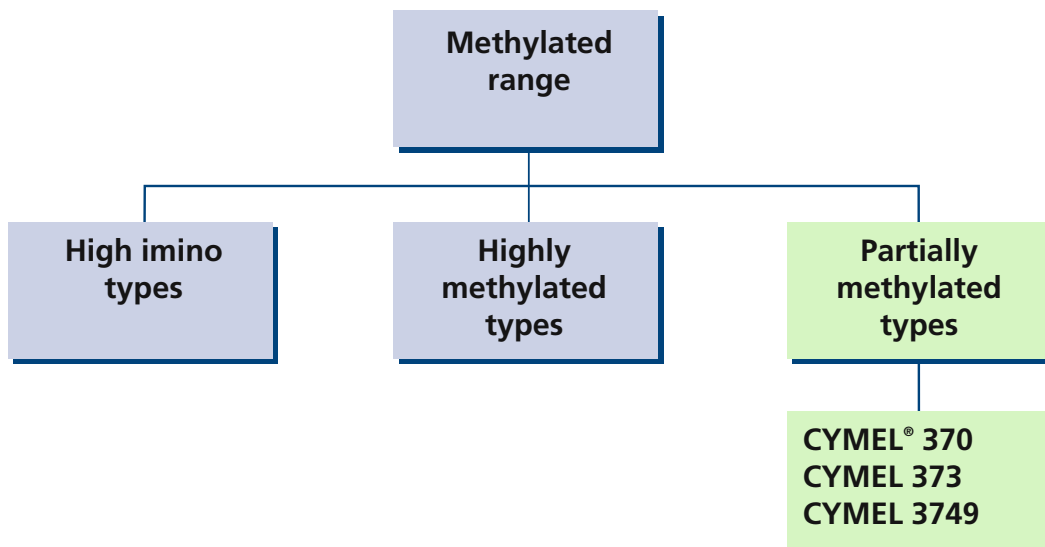 Methylated
range
High imino
types
Highly
methylated
types
Partially
methylated
types
CYMEL® 370
CYMEL 373
CYMEL 3749